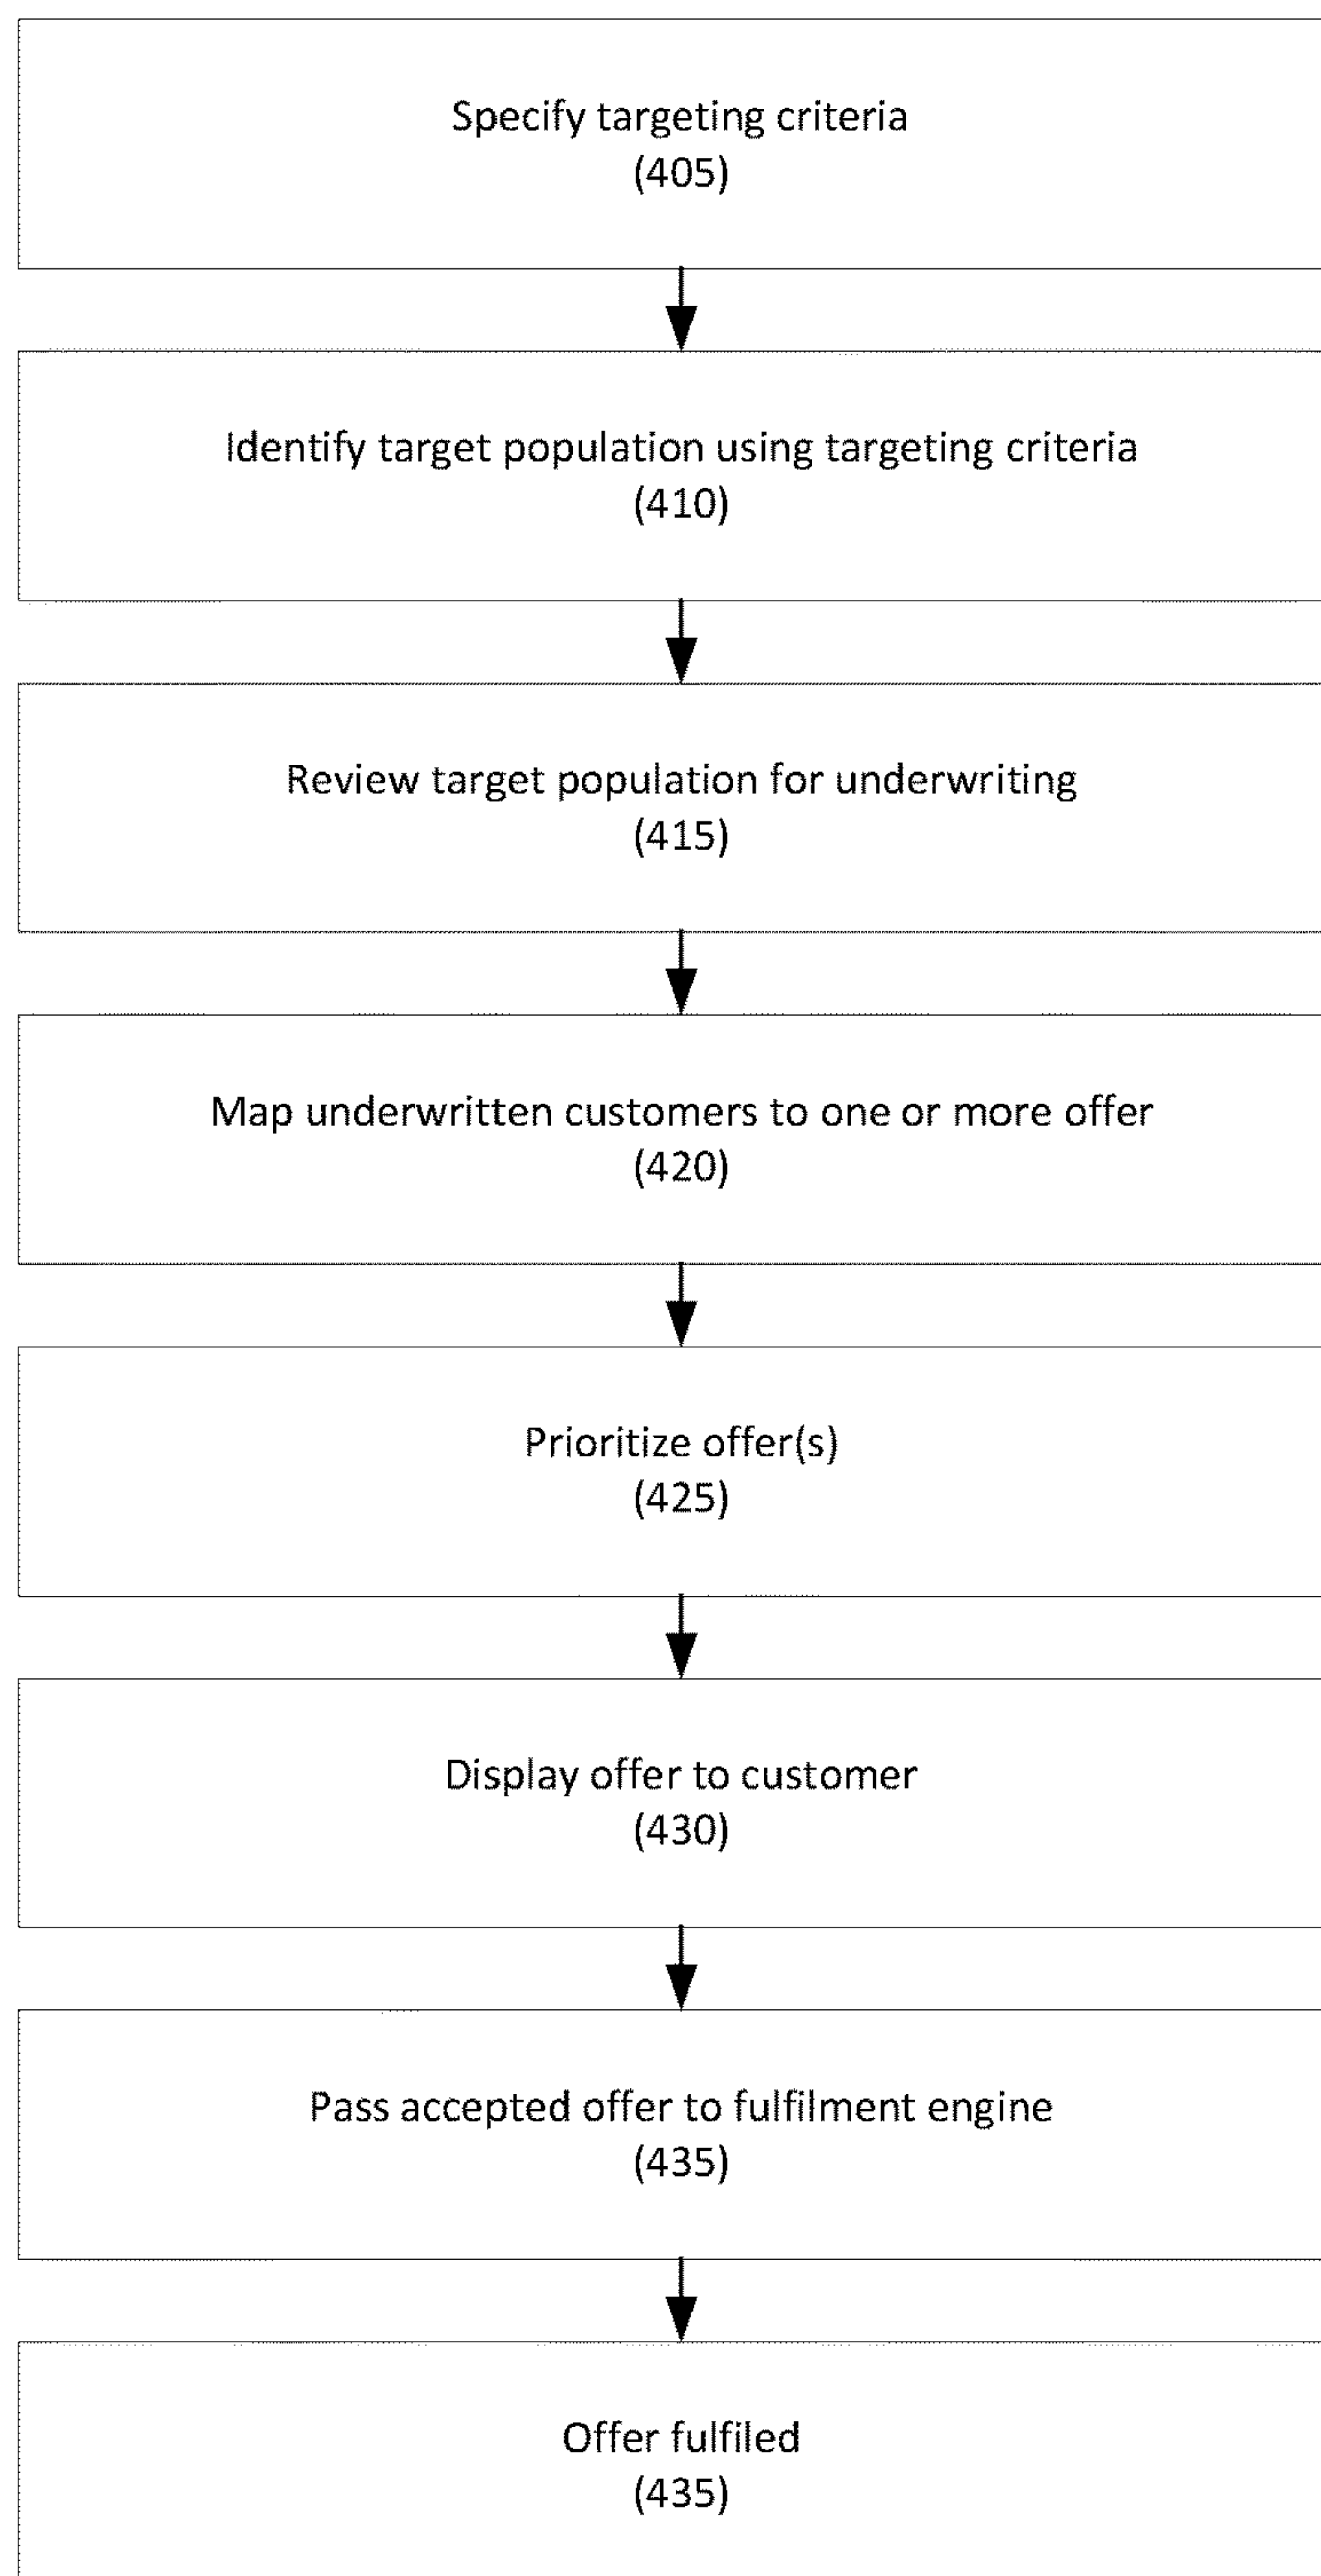 Specify targeting criteria
(405)
Identify target population using targeting criteria
(410)
Review target population for underwriting
(415)
Map underwritten customers to one or more offer
(420)
Prioritize offer(s)
(425)
Display offer to customer
(430)
Pass accepted offer to fulfilment engine
(435)
Offer fulfiled
(435)